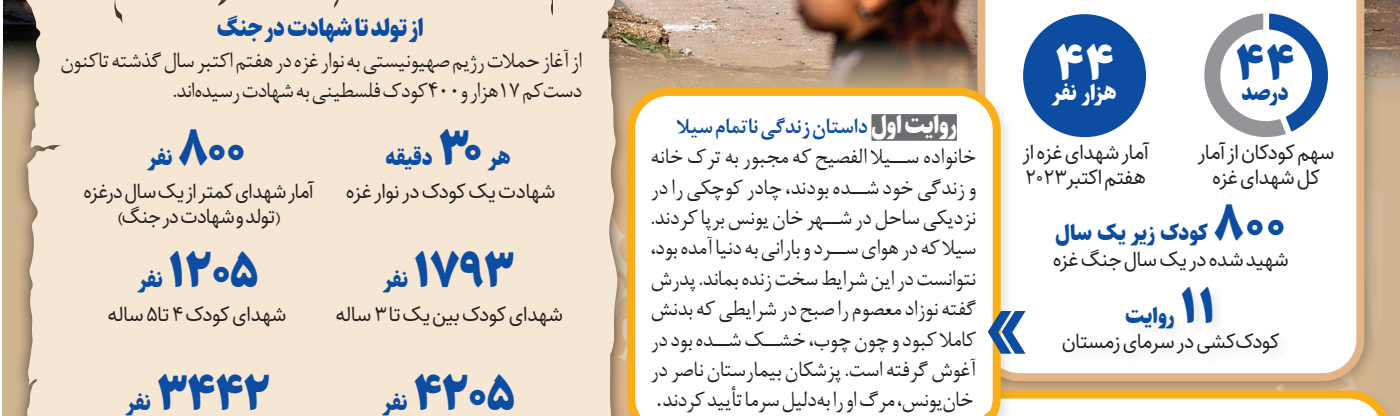 ۴۴
درصد
سهم کودکان از آمار
کل شهدای غزه
۴۴
هزار نفر
آمار شهدای غزه از
هفتم اکتبر ۲۰۲۳
۸۰۰ کودک زیر یک سال
شهید شده در یک سال جنگ غزه
۱۱ روایت
کودک‌کشی در سرمای زمستان
روایت اول داستان زندگی ناتمام سیلا
خانواده سیلا الفصیح که مجبور به ترک خانه
و زندگی خود شده بودند، چادر کوچکی را در
نزدیکی ساحل در شهر خان یونس برپا کردند.
سیلا که در هوای سرد و بارانی به دنیا آمده بود،
نتوانست در این شرایط سخت زنده بماند. پدرش
گفته نوزاد معصوم را صبح در شرایطی که بدنش
کاملا کبود و چون چوب، خشک شده بود در
آغوش گرفته است. پزشکان بیمارستان ناصر در
خان‌یونس، مرگ او را به‌دلیل سرما تأیید کردند.
از تولد تا شهادت در جنگ
از آغاز حملات رژیم صهیونیستی به نوار غزه در هفتم اکتبر سال گذشته تاکنون
دست‌کم ۱۷هزار و ۴۰۰کودک فلسطینی به شهادت رسیده‌اند.
هر ۳۰ دقیقه
شهادت یک کودک در نوار غزه
۸۰۰ نفر
آمار شهدای کمتر از یک سال درغزه
(تولد و شهادت در جنگ)
۱۷۹۳ نفر
شهدای کودک بین یک تا ۳ ساله
۱۲۰۵ نفر
شهدای کودک ۴ تا۵ ساله
۴۲۰۵ نفر
۳۴۴۲ نفر